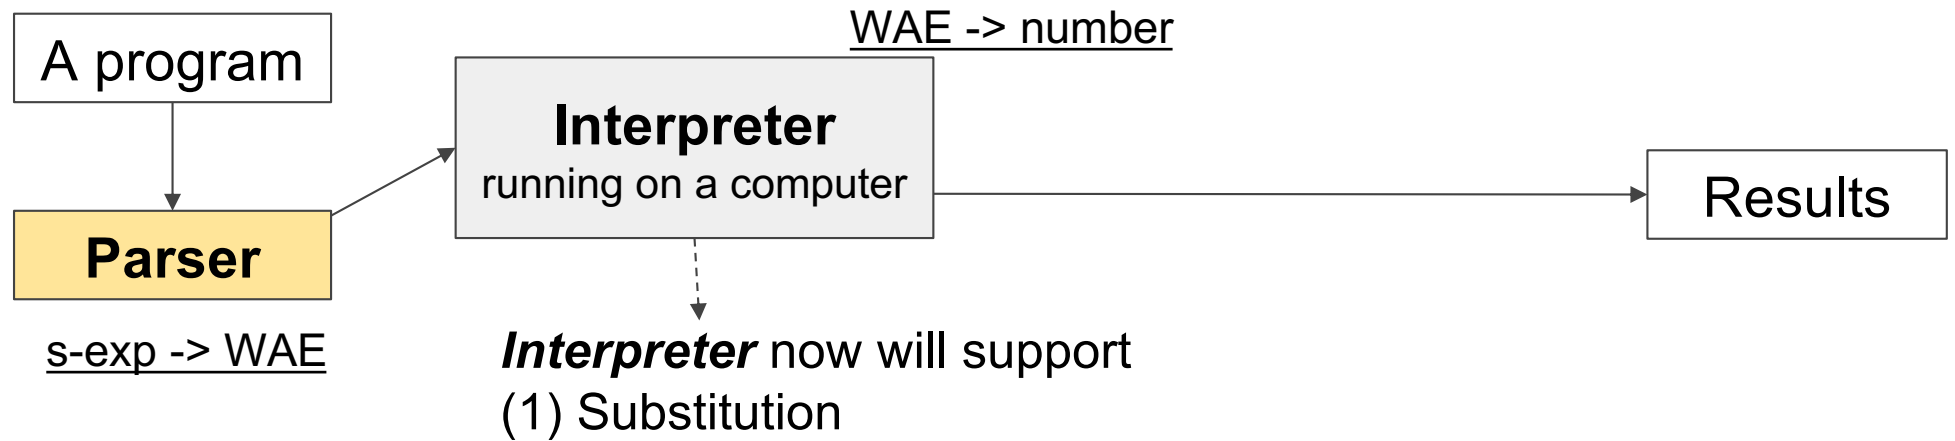 A program
WAE -> number
Interpreter
running on a computer
Results
Parser
s-exp -> WAE
Interpreter now will support
(1) Substitution